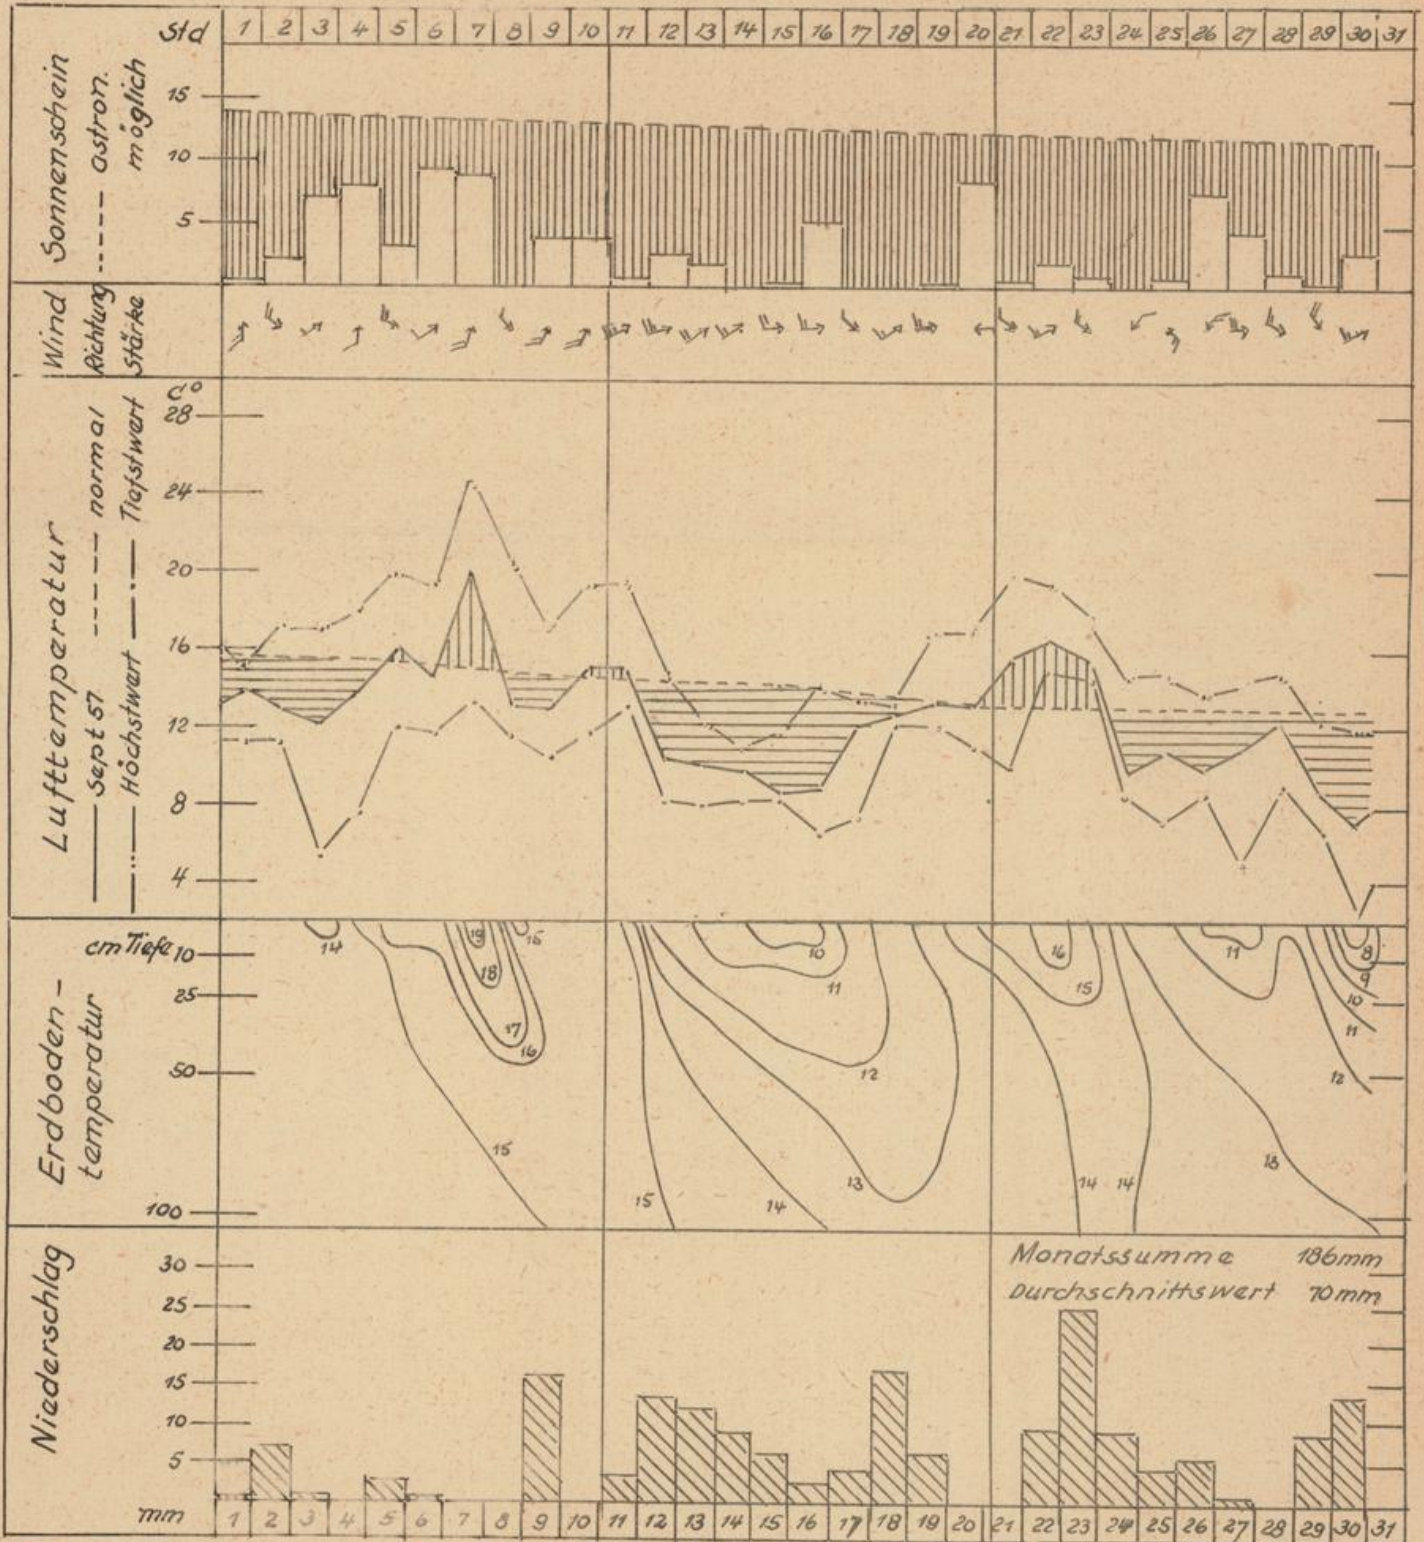 Std 1 2 3 4 5 6 7 8 9 10 11 12 13 14 15 16 17 18 19 20 21 22 23 24 25 26 27 28 29 30 31
Sonnenschein
---- astron.
möglich
15
10
5
Wind
Richtung
Stärke
Lufttemperatur
—— Sept 57 ---- normal
—··— Höchstwert —·— Tiefstwert
C°
28
24
20
16
12
8
4
Erdboden-
temperatur
cm Tiefe 10
25
50
100
14
19
18
17
16
15
15
15
14
10
11
12
13
16
15
14
14
11
13
8
9
10
11
12
Niederschlag
Monatssumme 186mm
Durchschnittswert 70mm
30
25
20
15
10
5
mm 1 2 3 4 5 6 7 8 9 10 11 12 13 14 15 16 17 18 19 20 21 22 23 24 25 26 27 28 29 30 31